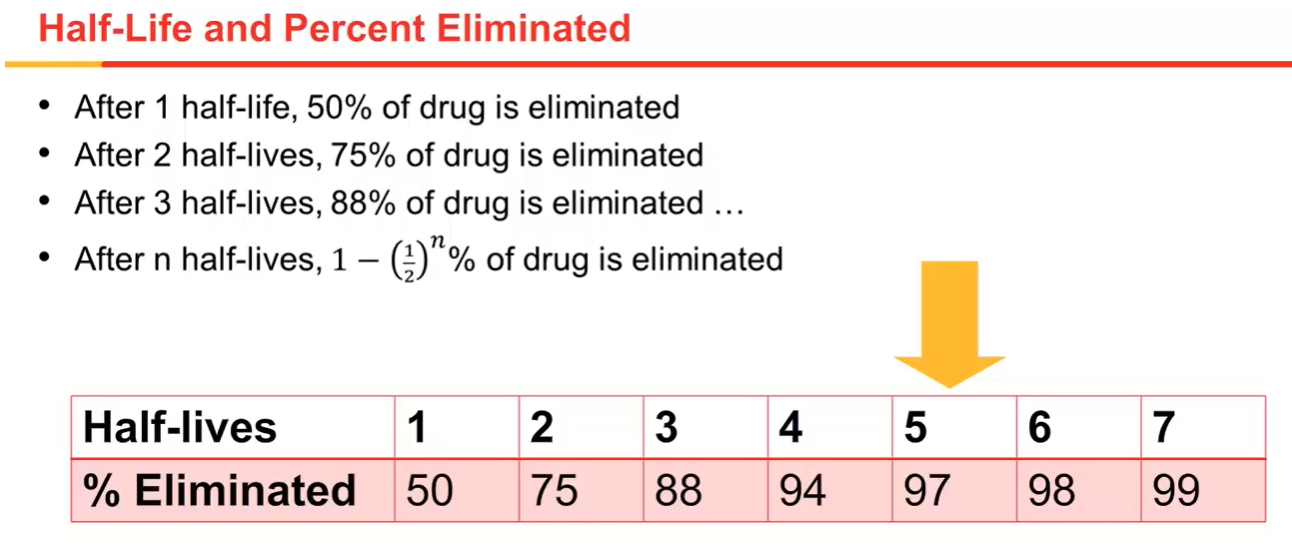 Half-Life and Percent Eliminated
• After 1 half-life, 50% of drug is eliminated
• After 2 half-lives, 75% of drug is eliminated
• After 3 half-lives, 88% of drug is eliminated …
• After n half-lives, 1 − (1/2)^n % of drug is eliminated
Half-lives 1 2 3 4 5 6 7
% Eliminated 50 75 88 94 97 98 99